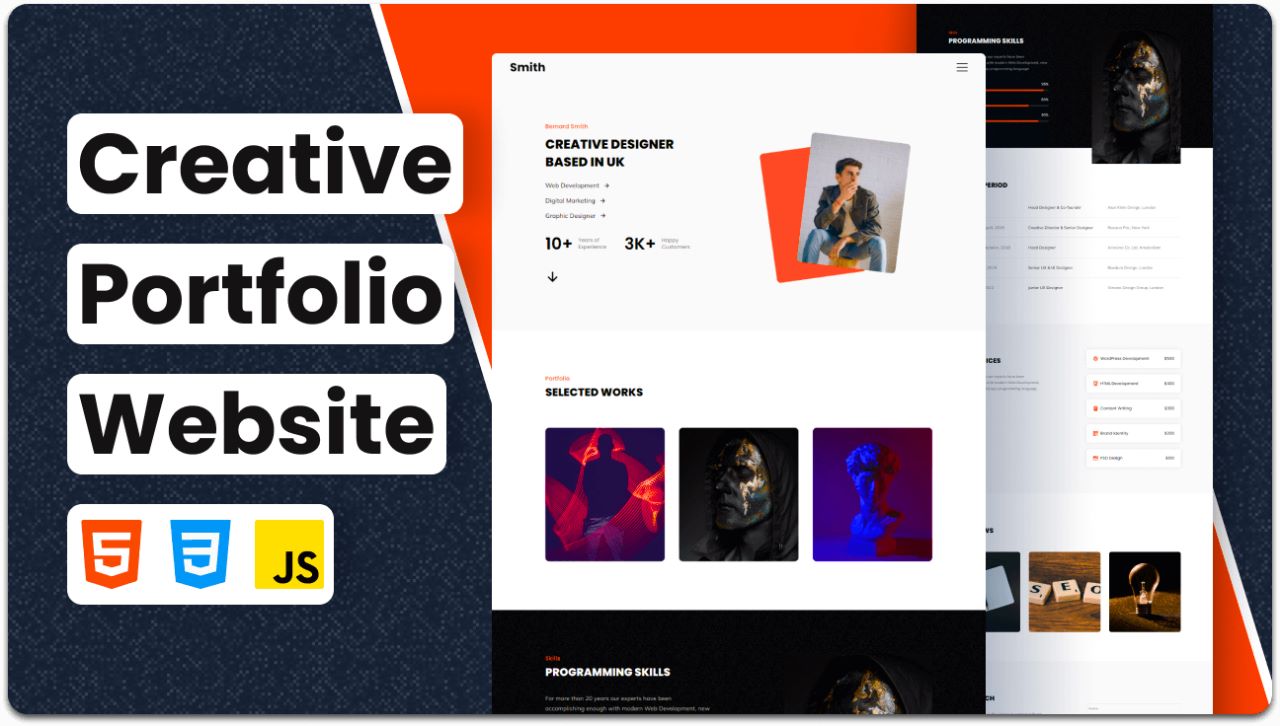 Creative
Portfolio
Website
5
3
JS
Smith
Bernard Smith
CREATIVE DESIGNER
BASED IN UK
Web Development
Digital Marketing
Graphic Designer
10+
Years of
Experience
3K+
Happy
Customers
Portfolio
SELECTED WORKS
Skills
PROGRAMMING SKILLS
For more than 20 years our experts have been
accomplishing enough with modern Web Development, new
PROGRAMMING SKILLS
PERIOD
Head Designer & Co-founder
Creative Director & Senior Designer
Head Designer
Senior UX &UI Designer
Junior UX Designer
WordPress Development
HTML Development
Content Writing
Brand Identity
PSD Design
S E O